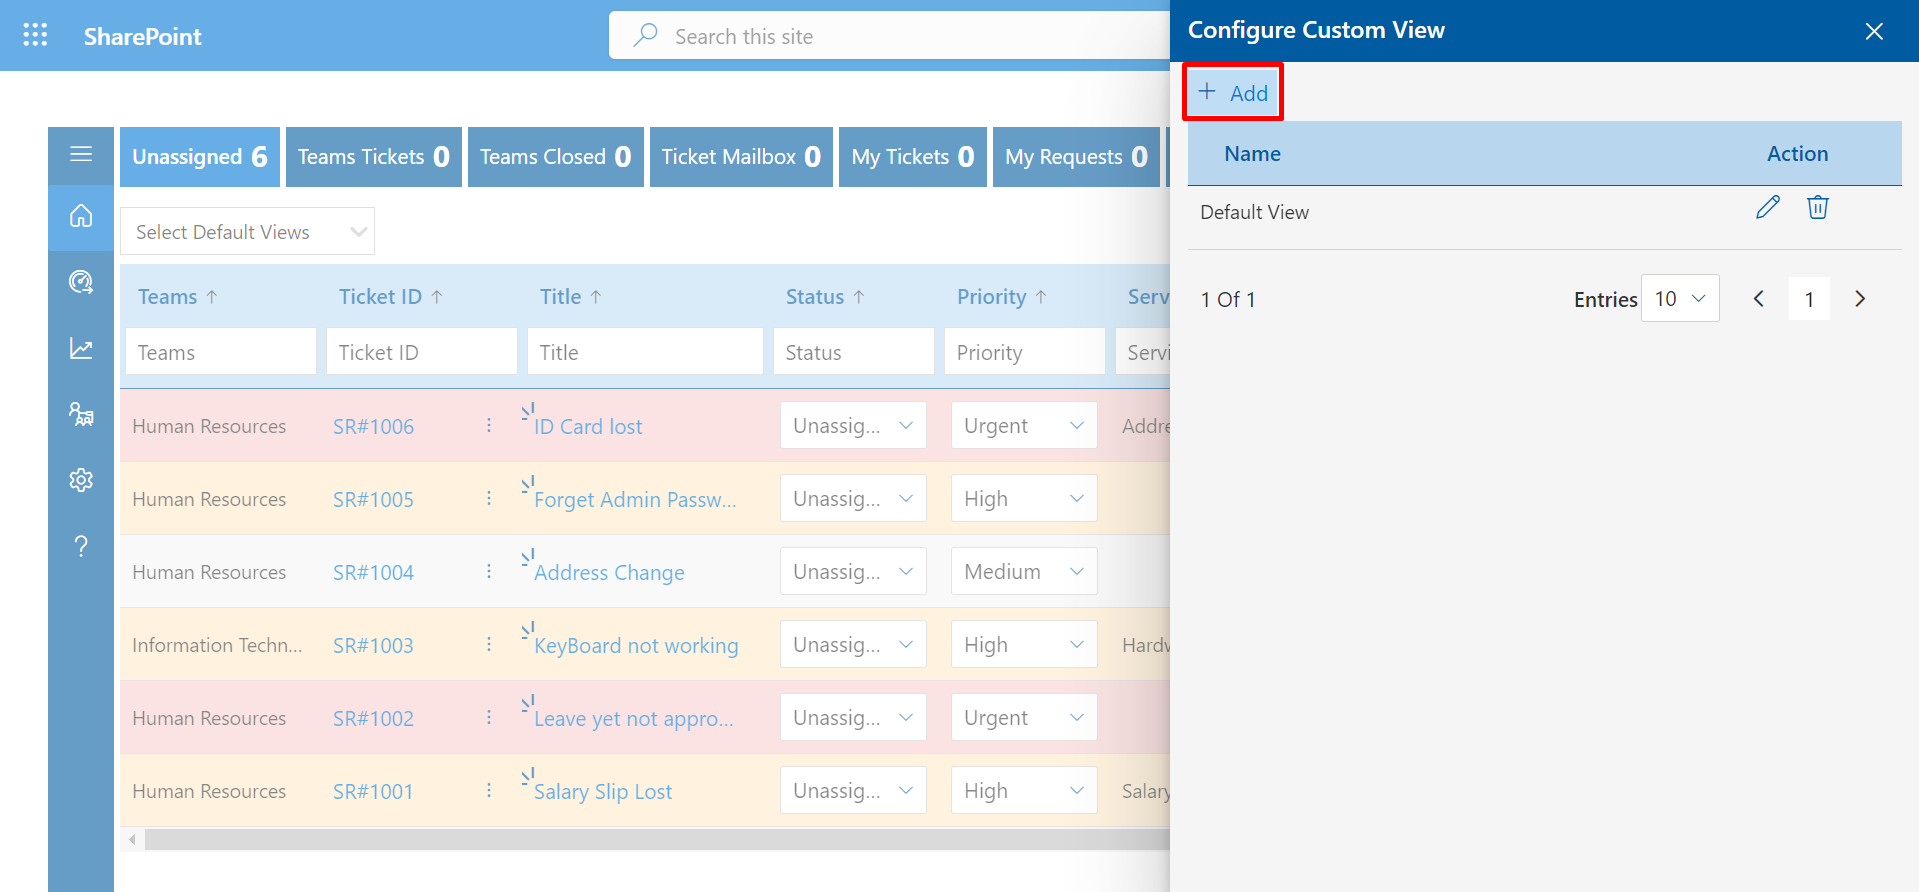 SharePoint
Search this site
Configure Custom View
+ Add
Unassigned 6
Teams Tickets 0
Teams Closed 0
Ticket Mailbox 0
My Tickets 0
My Requests 0
Name Action
Default View
1 Of 1 Entries 10 1
Select Default Views
Teams Ticket ID Title Status Priority Serv
Teams Ticket ID Title Status Priority Servi
Human Resources SR#1006 ID Card lost Unassig... Urgent Addre
Human Resources SR#1005 Forget Admin Passw... Unassig... High
Human Resources SR#1004 Address Change Unassig... Medium
Information Techn... SR#1003 KeyBoard not working Unassig... High Hardw
Human Resources SR#1002 Leave yet not appro... Unassig... Urgent
Human Resources SR#1001 Salary Slip Lost Unassig... High Salary